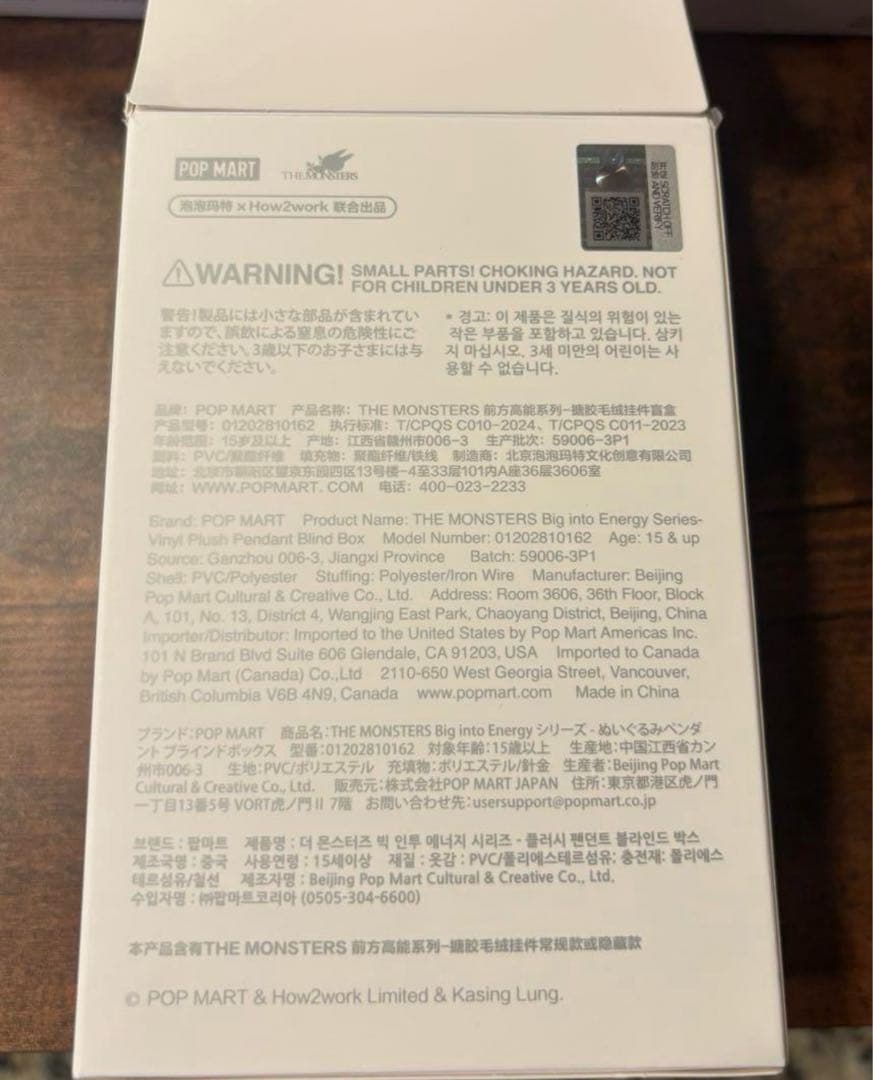 POP MART THE MONSTERS
泡泡玛特 × How2work 联合出品
开启 SCRATCH OFF
刮验 AND VERIFY
WARNING! SMALL PARTS! CHOKING HAZARD. NOT
FOR CHILDREN UNDER 3 YEARS OLD.
警告!製品には小さな部品が含まれてい
ますので、誤飲による窒息の危険性にご
注意ください。3歳以下のお子さまには与
えないでください。
* 경고: 이 제품은 질식의 위험이 있는
작은 부품을 포함하고 있습니다. 삼키
지 마십시오. 3세 미만의 어린이는 사
용할 수 없습니다.
品牌: POP MART 产品名称: THE MONSTERS 前方高能系列-搪胶毛绒挂件盲盒
产品型号: 01202810162 执行标准: T/CPQS C010-2024、T/CPQS C011-2023
年龄范围: 15岁及以上 产地: 江西省赣州市006-3 生产批次: 59006-3P1
面料: PVC/聚酯纤维 填充物: 聚酯纤维/铁线 制造商: 北京泡泡玛特文化创意有限公司
地址: 北京市朝阳区望京东园四区13号楼-4至33层101内A座36层3606室
网址: WWW.POPMART. COM 电话: 400-023-2233
Brand: POP MART Product Name: THE MONSTERS Big into Energy Series-
Vinyl Plush Pendant Blind Box Model Number: 01202810162 Age: 15 & up
Source: Ganzhou 006-3, Jiangxi Province Batch: 59006-3P1
Shell: PVC/Polyester Stuffing: Polyester/Iron Wire Manufacturer: Beijing
Pop Mart Cultural & Creative Co., Ltd. Address: Room 3606, 36th Floor, Block
A, 101, No. 13, District 4, Wangjing East Park, Chaoyang District, Beijing, China
Importer/Distributor: Imported to the United States by Pop Mart Americas Inc.
101 N Brand Blvd Suite 606 Glendale, CA 91203, USA Imported to Canada
by Pop Mart (Canada) Co.,Ltd 2110-650 West Georgia Street, Vancouver,
British Columbia V6B 4N9, Canada www.popmart.com Made in China
ブランド:POP MART 商品名:THE MONSTERS Big into Energy シリーズ - ぬいぐるみペンダ
ント ブラインドボックス 型番:01202810162 対象年齢:15歳以上 生産地:中国江西省カン
州市006-3 生地:PVC/ポリエステル 充填物:ポリエステル/針金 生産者:Beijing Pop Mart
Cultural & Creative Co., Ltd. 販売元:株式会社POP MART JAPAN 住所:東京都港区虎ノ門
一丁目13番5号 VORT虎ノ門Ⅱ 7階 お問い合わせ先:usersupport@popmart.co.jp
브랜드 : 팝마트 제품명 : 더 몬스터즈 빅 인투 에너지 시리즈 - 플러시 팬던트 블라인드 박스
제조국명 : 중국 사용연령 : 15세이상 재질 : 옷감 : PVC/폴리에스테르섬유; 충전재: 폴리에스
테르섬유/철선 제조자명 : Beijing Pop Mart Cultural & Creative Co., Ltd.
수입자명 : ㈜팝마트코리아 (0505-304-6600)
本产品含有THE MONSTERS 前方高能系列-搪胶毛绒挂件常规款或隐藏款
© POP MART & How2work Limited & Kasing Lung.